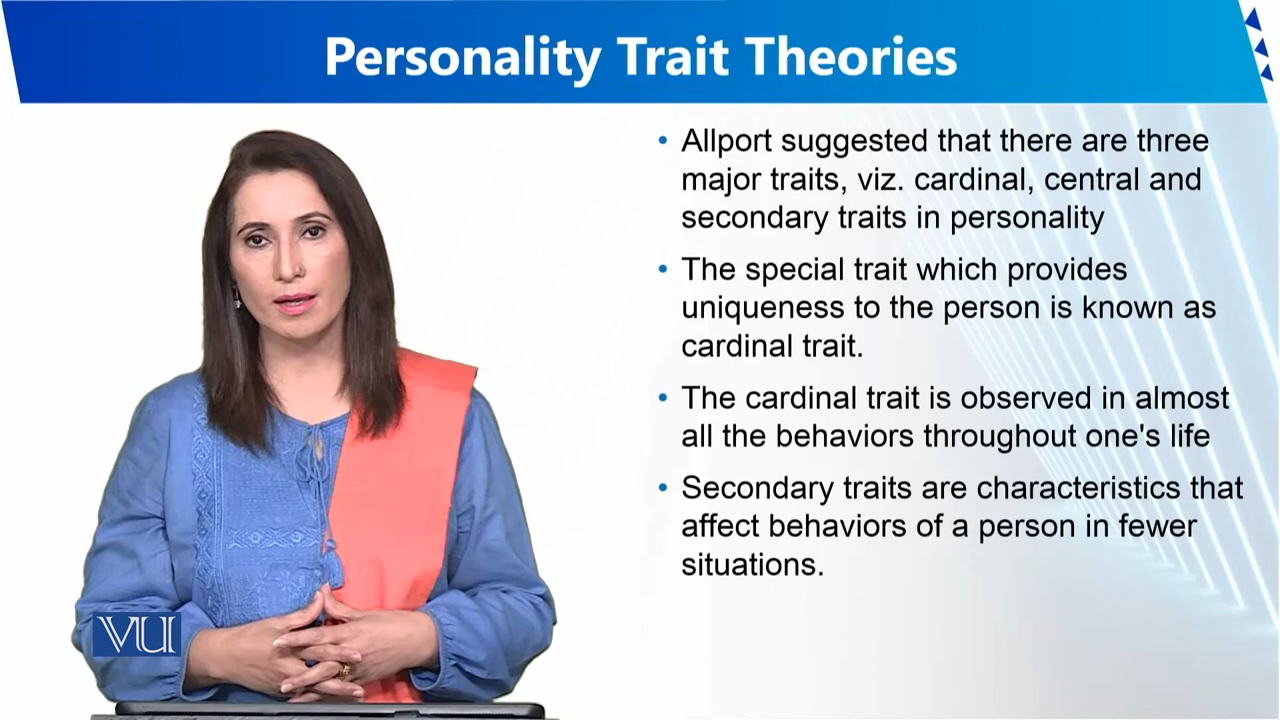 Personality Trait Theories
• Allport suggested that there are three
major traits, viz. cardinal, central and
secondary traits in personality
• The special trait which provides
uniqueness to the person is known as
cardinal trait.
• The cardinal trait is observed in almost
all the behaviors throughout one's life
• Secondary traits are characteristics that
affect behaviors of a person in fewer
situations.
VU